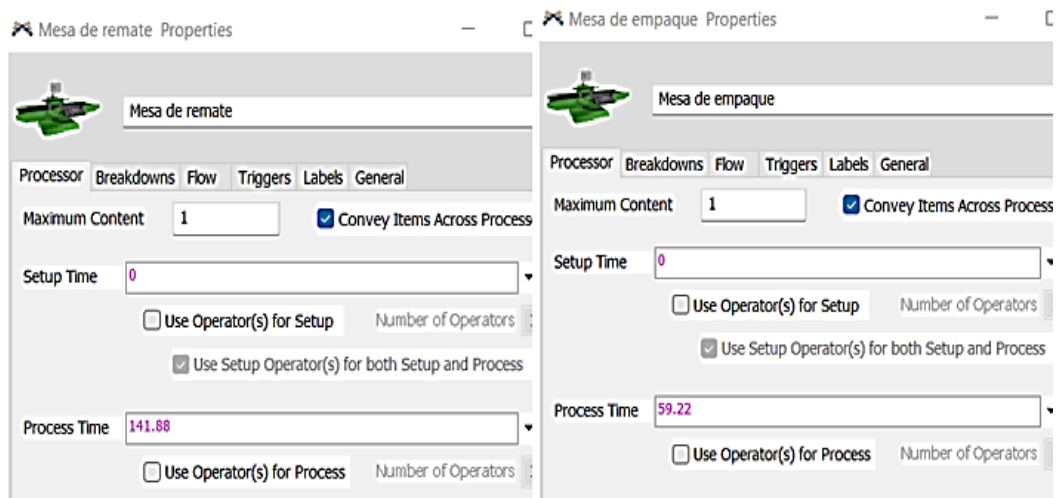 Mesa de remate Properties
Mesa de remate
Processor Breakdowns Flow Triggers Labels General
Maximum Content 1 Convey Items Across Proces
Setup Time 0
Use Operator(s) for Setup Number of Operators
Use Setup Operator(s) for both Setup and Process
Process Time 141.88
Use Operator(s) for Process Number of Operators
Mesa de empaque Properties
Mesa de empaque
Processor Breakdowns Flow Triggers Labels General
Maximum Content 1 Convey Items Across Process
Setup Time 0
Use Operator(s) for Setup Number of Operators
Use Setup Operator(s) for both Setup and Process
Process Time 59.22
Use Operator(s) for Process Number of Operators